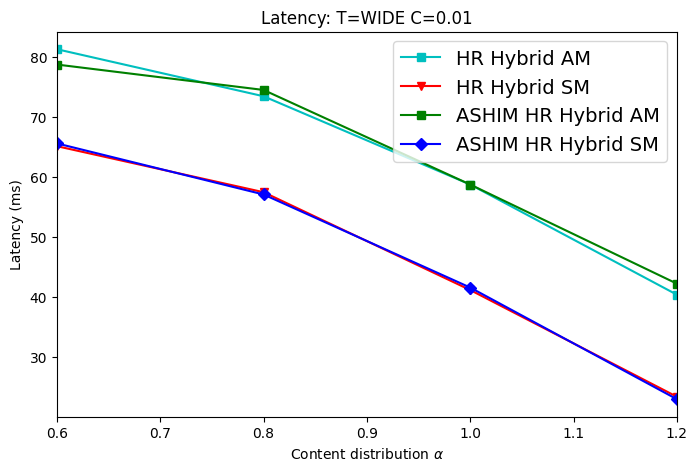 Latency: T=WIDE C=0.01
HR Hybrid AM
HR Hybrid SM
ASHIM HR Hybrid AM
ASHIM HR Hybrid SM
Latency (ms)
80
70
60
50
40
30
0.6 0.7 0.8 0.9 1.0 1.1 1.2
Content distribution α